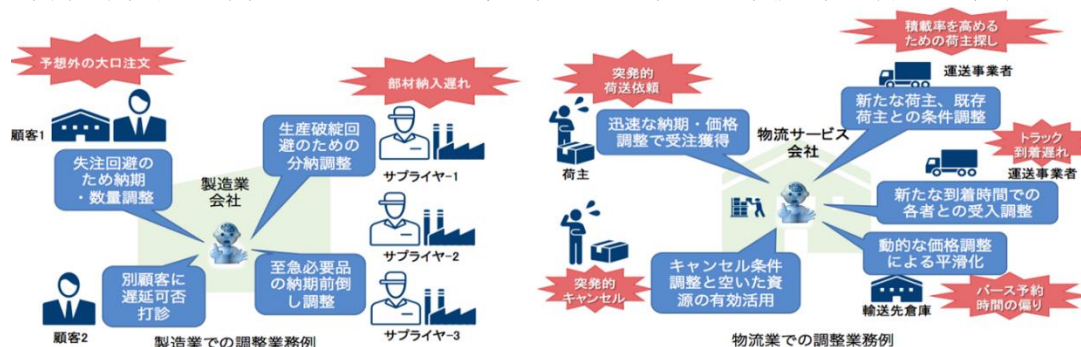 予想外の大口注文
顧客1
失注回避の
ため納期
・数量調整
製造業
会社
生産破綻回
避のための
分納調整
部材納入遅れ
サプライヤ-1
サプライヤ-2
別顧客に
遅延可否
打診
至急必要品
の納期前倒
し調整
顧客2
サプライヤ-3
製造業での調整業務例
突発的
荷送依頼
荷主
迅速な納期・価格
調整で受注獲得
物流サービス
会社
積載率を高める
ための荷主探し
運送事業者
新たな荷主、既存
荷主との条件調整
トラック
到着遅れ
運送事業者
新たな到着時間での
各者との受入調整
動的な価格調整
による平滑化
突発的
キャンセル
キャンセル条件
調整と空いた資
源の有効活用
輸送先倉庫
バース予約
時間の偏り
物流業での調整業務例